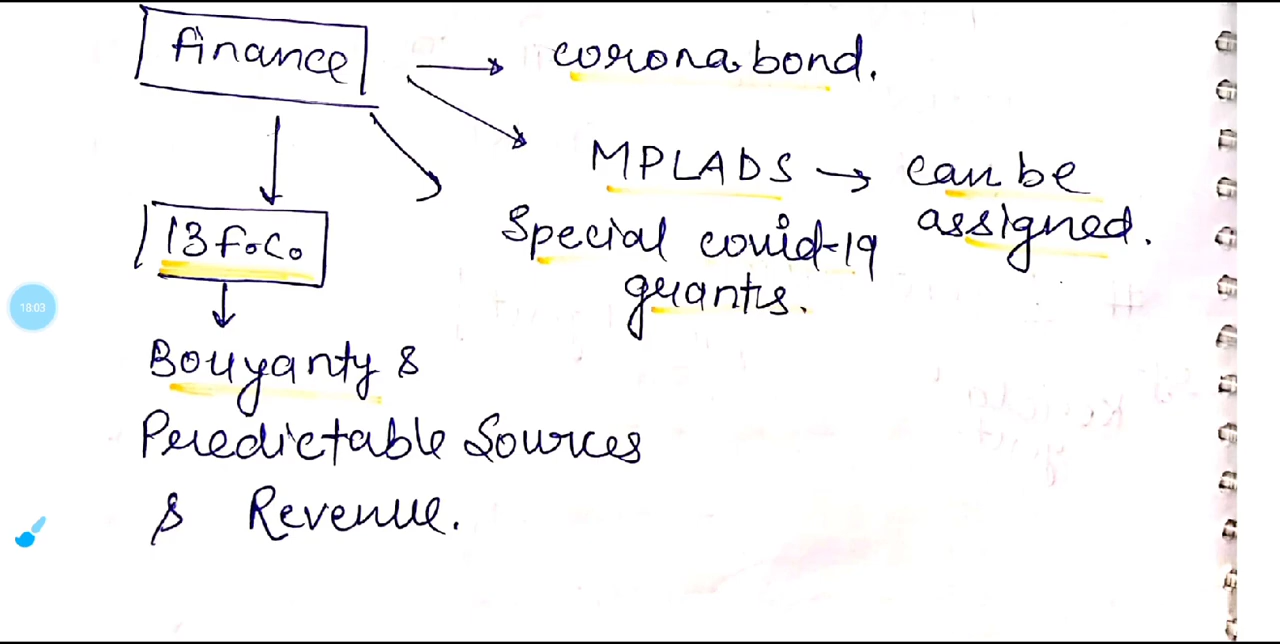 finance
corona bond.
MPLADS → can be
assigned.
Special covid-19
grants.
13 F.C.
18:03
Bouyanty &
Predictable Sources
& Revenue.